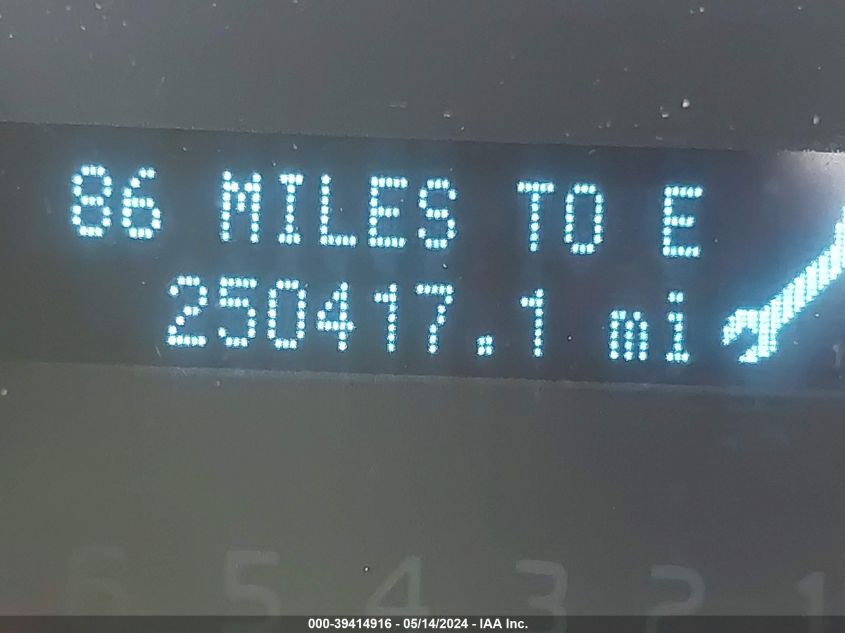 86 MILES TO E
250417.1 mi
6 5 4 3 2 1
000-39414916 - 05/14/2024 - IAA Inc.